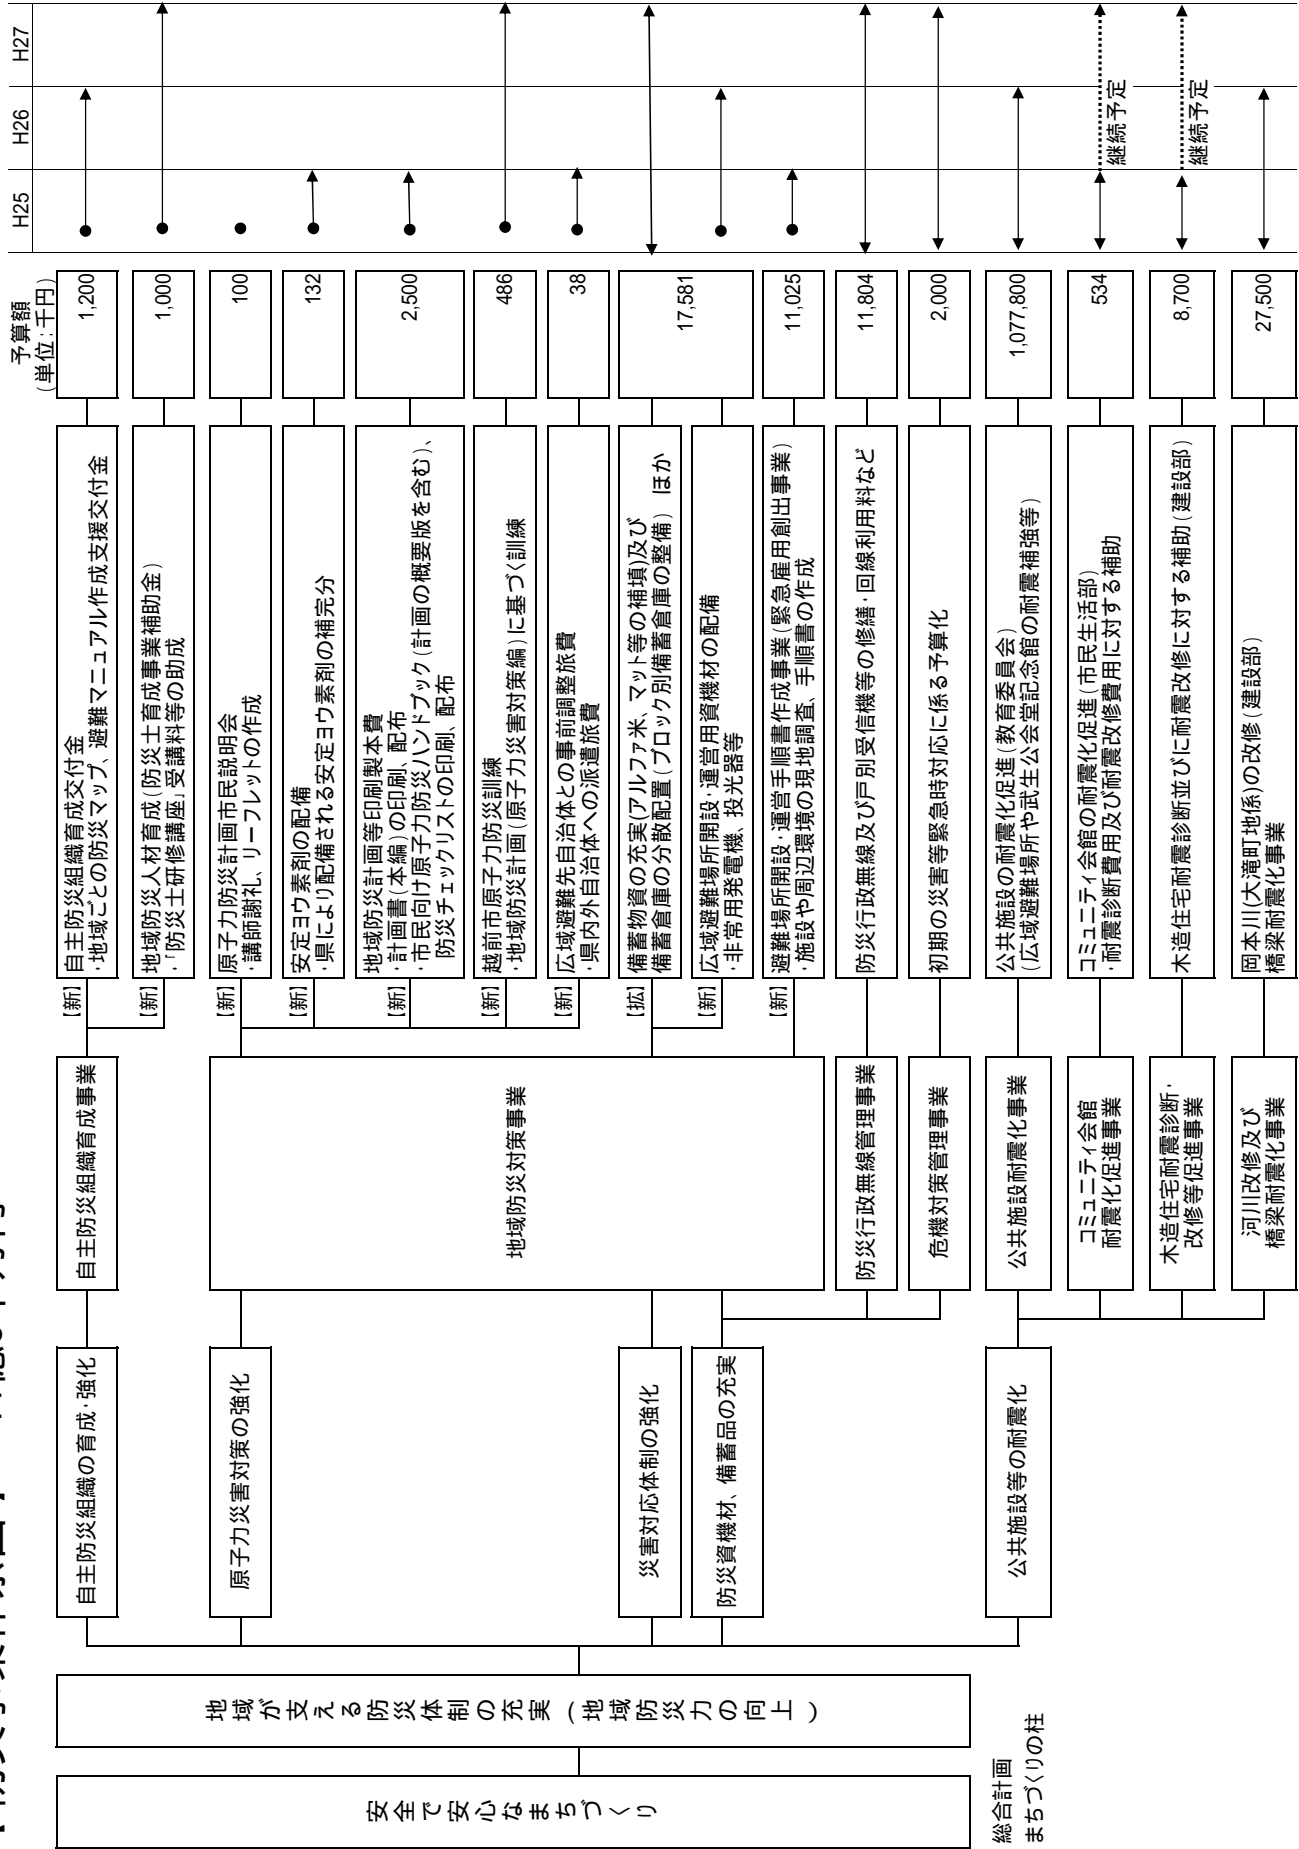 安全で安心なまちづくり
総合計画
まちづくりの柱
地域が支える防災体制の充実(地域防災力の向上)
自主防災組織の育成・強化
原子力災害対策の強化
災害対応体制の強化
防災資機材、備蓄品の充実
公共施設等の耐震化
自主防災組織育成事業
地域防災対策事業
防災行政無線管理事業
危機対策管理事業
公共施設耐震化事業
コミュニティ会館
耐震化促進事業
木造住宅耐震診断・
改修等促進事業
河川改修及び
橋梁耐震化事業
予算額
(単位:千円)
H25
H26
H27
【新】
自主防災組織育成交付金
・地域ごとの防災マップ、避難マニュアル作成支援交付金
1,200
【新】
地域防災人材育成(防災士育成事業補助金)
・「防災士研修講座」受講料等の助成
1,000
【新】
原子力防災計画市民説明会
・講師謝礼、リーフレットの作成
100
【新】
安定ヨウ素剤の配備
・県により配備される安定ヨウ素剤の補完分
132
【新】
地域防災計画等印刷製本費
・計画書(本編)の印刷、配布
・市民向け原子力防災ハンドブック(計画の概要版を含む)、
防災チェックリストの印刷、配布
2,500
【新】
越前市原子力防災訓練
・地域防災計画(原子力災害対策編)に基づく訓練
486
【新】
広域避難先自治体との事前調整旅費
・県内外自治体への派遣旅費
38
【拡】
備蓄物資の充実(アルファ米、マット等の補填)及び
備蓄倉庫の分散配置(ブロック別備蓄倉庫の整備) ほか
17,581
【新】
広域避難場所開設・運営用資機材の配備
・非常用発電機、投光器等
【新】
避難場所開設・運営手順書作成事業(緊急雇用創出事業)
・施設や周辺環境の現地調査、手順書の作成
11,025
防災行政無線及び戸別受信機等の修繕・回線利用料など
11,804
初期の災害等緊急時対応に係る予算化
2,000
公共施設の耐震化促進(教育委員会)
(広域避難場所や武生公会堂記念館の耐震補強等)
1,077,800
コミュニティ会館の耐震化促進(市民生活部)
・耐震診断費用及び耐震改修費用に対する補助
534
継続予定
木造住宅耐震診断並びに耐震改修に対する補助(建設部)
8,700
継続予定
岡本川(大滝町地係)の改修(建設部)
橋梁耐震化事業
27,500